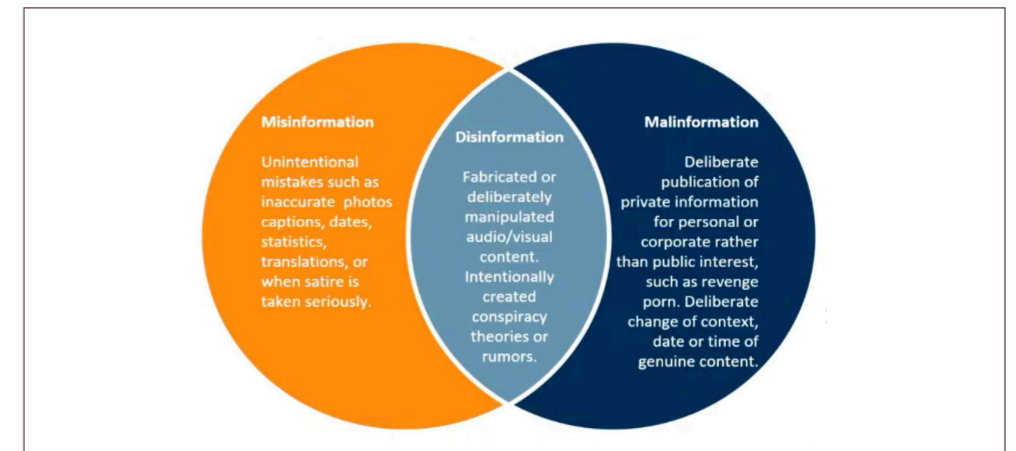 Misinformation
Unintentional
mistakes such as
inaccurate photos
captions, dates,
statistics,
translations, or
when satire is
taken seriously.
Disinformation
Fabricated or
deliberately
manipulated
audio/visual
content.
Intentionally
created
conspiracy
theories or
rumors.
Malinformation
Deliberate
publication of
private information
for personal or
corporate rather
than public interest,
such as revenge
porn. Deliberate
change of context,
date or time of
genuine content.